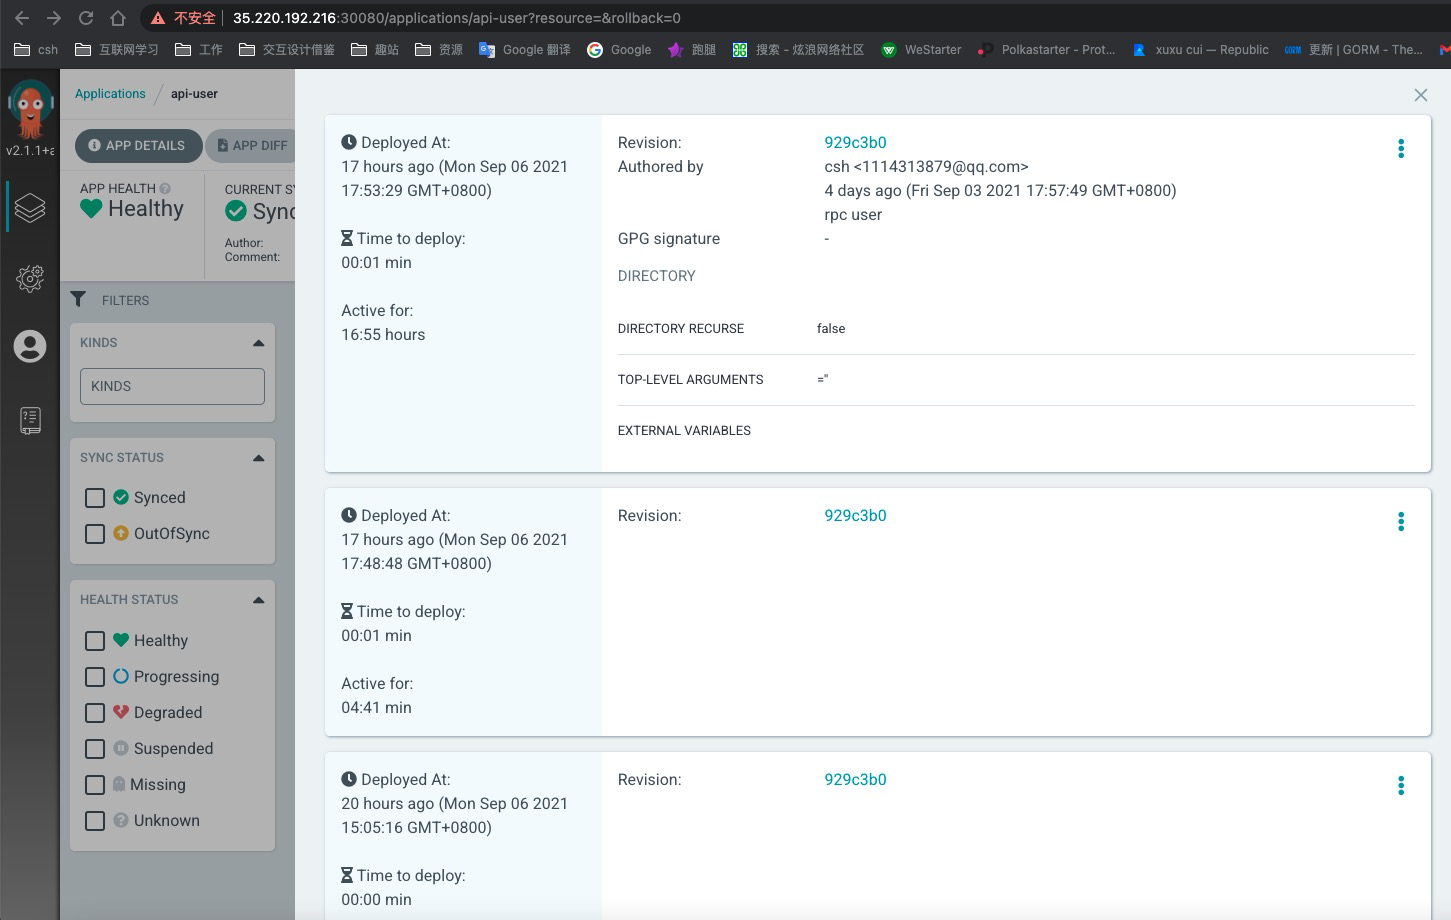 不安全 35.220.192.216:30080/applications/api-user?resource=&rollback=0
csh 互联网学习 工作 交互设计借鉴 趣站 资源 Google 翻译 Google 跑腿 搜索 - 炫浪网络社区 WeStarter Polkastarter - Prot... xuxu cui — Republic GORM 更新 | GORM - The...
v2.1.1+a
Applications / api-user
APP DETAILS APP DIFF
APP HEALTH
Healthy
CURRENT SY
Sync
Author:
Comment:
FILTERS
KINDS
KINDS
SYNC STATUS
Synced
OutOfSync
HEALTH STATUS
Healthy
Progressing
Degraded
Suspended
Missing
Unknown
Deployed At:
17 hours ago (Mon Sep 06 2021
17:53:29 GMT+0800)
Time to deploy:
00:01 min
Active for:
16:55 hours
Revision: 929c3b0
Authored by csh <1114313879@qq.com>
4 days ago (Fri Sep 03 2021 17:57:49 GMT+0800)
rpc user
GPG signature -
DIRECTORY
DIRECTORY RECURSE false
TOP-LEVEL ARGUMENTS =''
EXTERNAL VARIABLES
Deployed At:
17 hours ago (Mon Sep 06 2021
17:48:48 GMT+0800)
Time to deploy:
00:01 min
Active for:
04:41 min
Revision: 929c3b0
Deployed At:
20 hours ago (Mon Sep 06 2021
15:05:16 GMT+0800)
Time to deploy:
00:00 min
Revision: 929c3b0